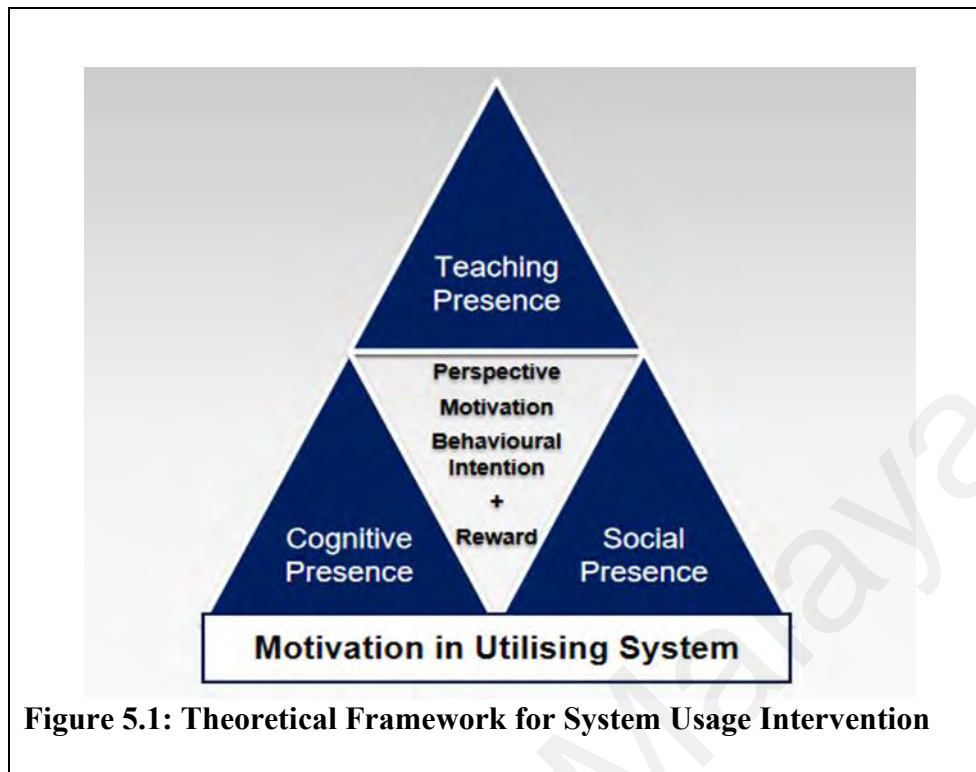 Teaching
Presence
Perspective
Motivation
Behavioural
Intention
+
Reward
Cognitive
Presence
Social
Presence
Motivation in Utilising System
Figure 5.1: Theoretical Framework for System Usage Intervention
Malaya